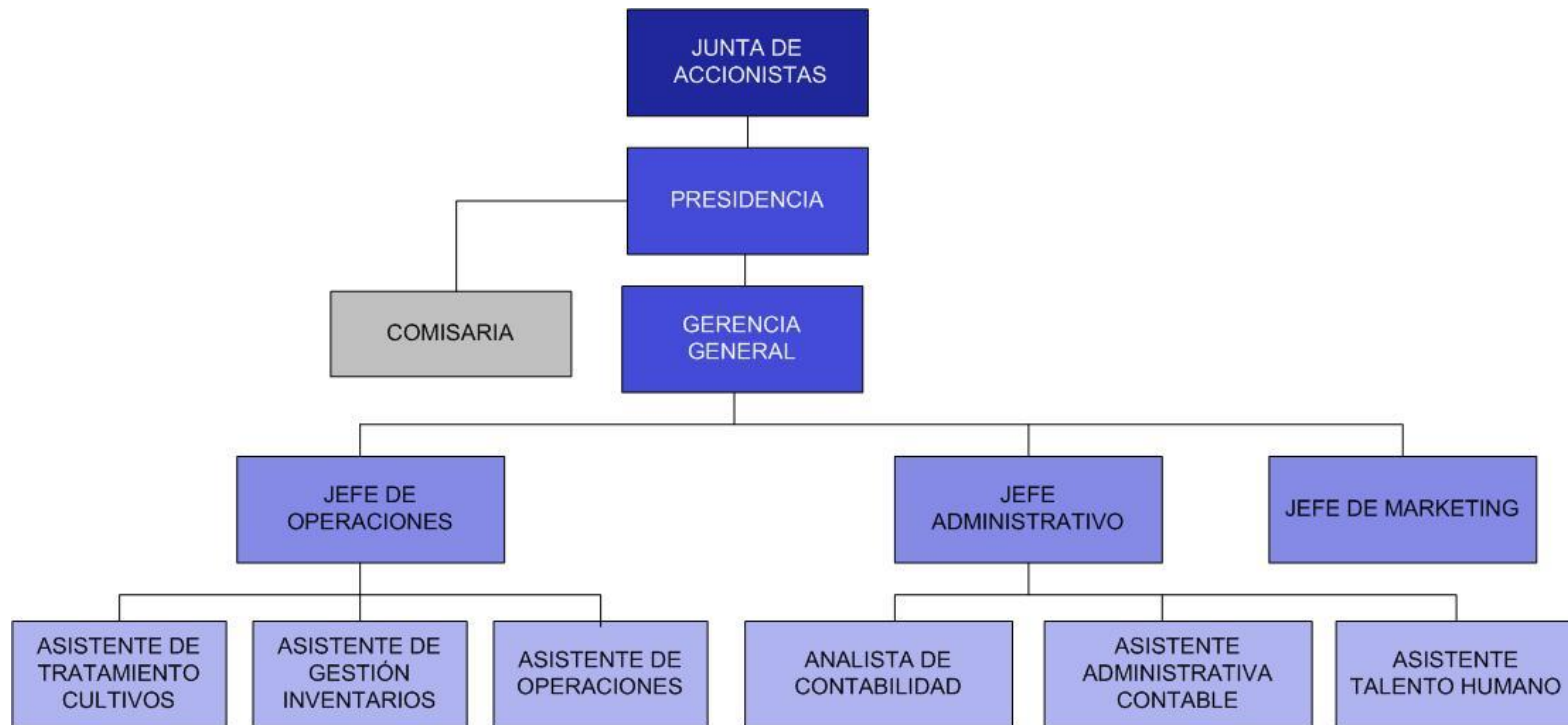 JUNTA DE
ACCIONISTAS
PRESIDENCIA
COMISARIA
GERENCIA
GENERAL
JEFE DE
OPERACIONES
JEFE
ADMINISTRATIVO
JEFE DE MARKETING
ASISTENTE DE
TRATAMIENTO
CULTIVOS
ASISTENTE DE
GESTIÓN
INVENTARIOS
ASISTENTE DE
OPERACIONES
ANALISTA DE
CONTABILIDAD
ASISTENTE
ADMINISTRATIVA
CONTABLE
ASISTENTE
TALENTO HUMANO